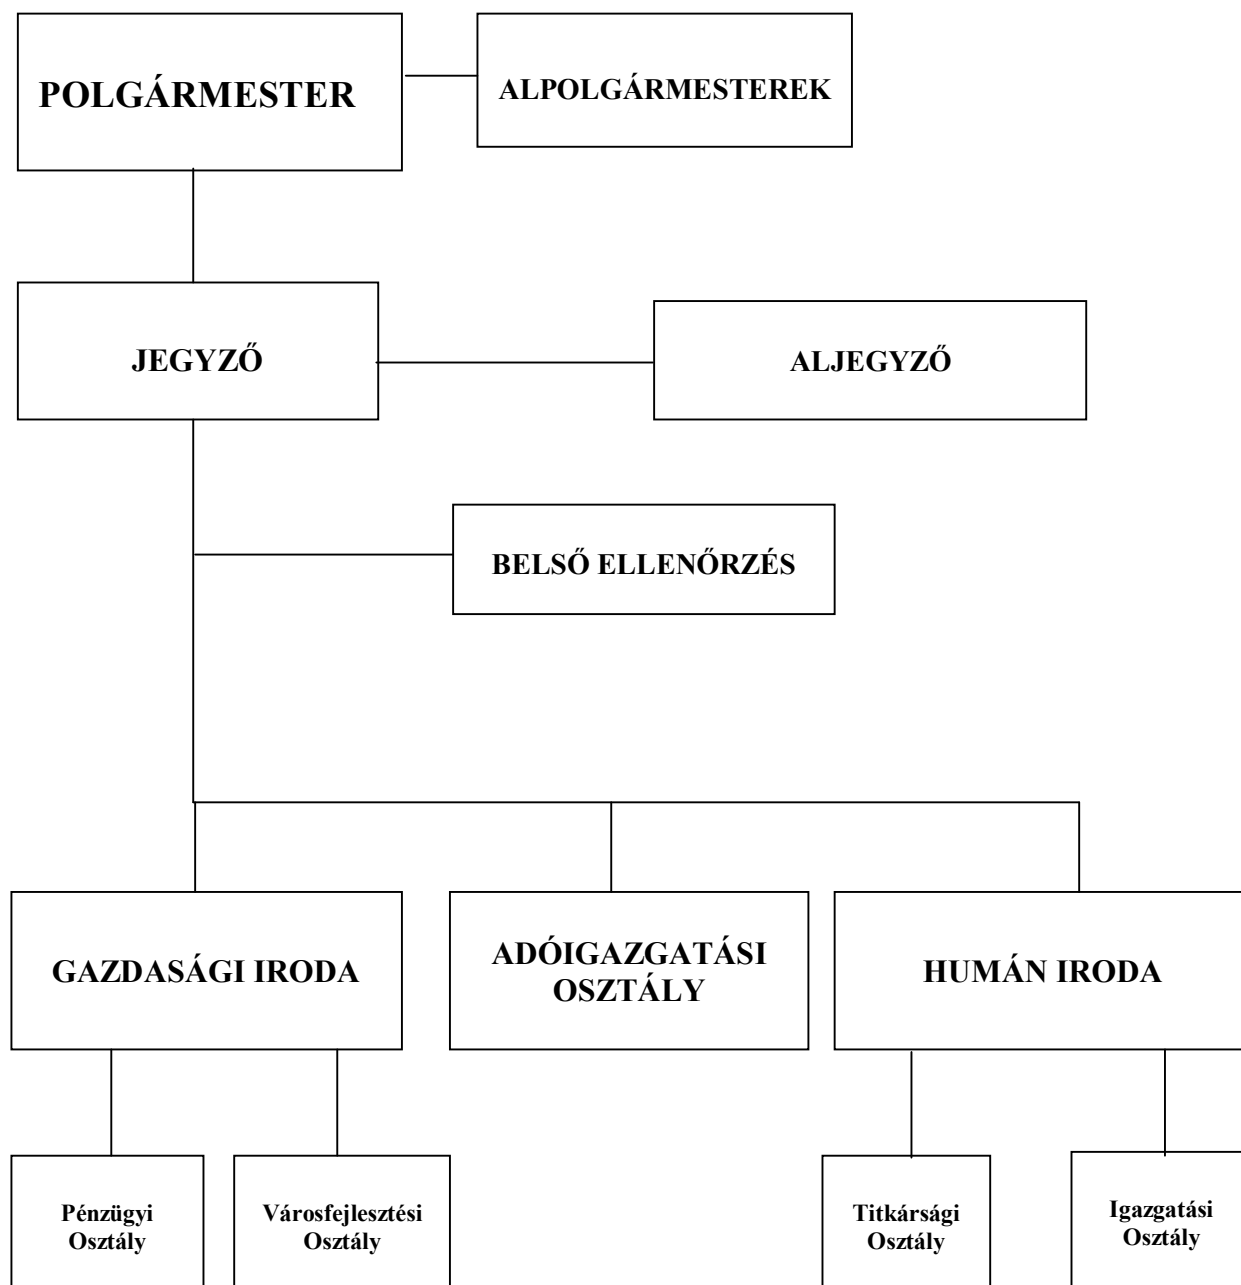 POLGÁRMESTER
ALPOLGÁRMESTEREK
JEGYZŐ
ALJEGYZŐ
BELSŐ ELLENŐRZÉS
GAZDASÁGI IRODA
ADÓIGAZGATÁSI
OSZTÁLY
HUMÁN IRODA
Pénzügyi
Osztály
Városfejlesztési
Osztály
Titkársági
Osztály
Igazgatási
Osztály